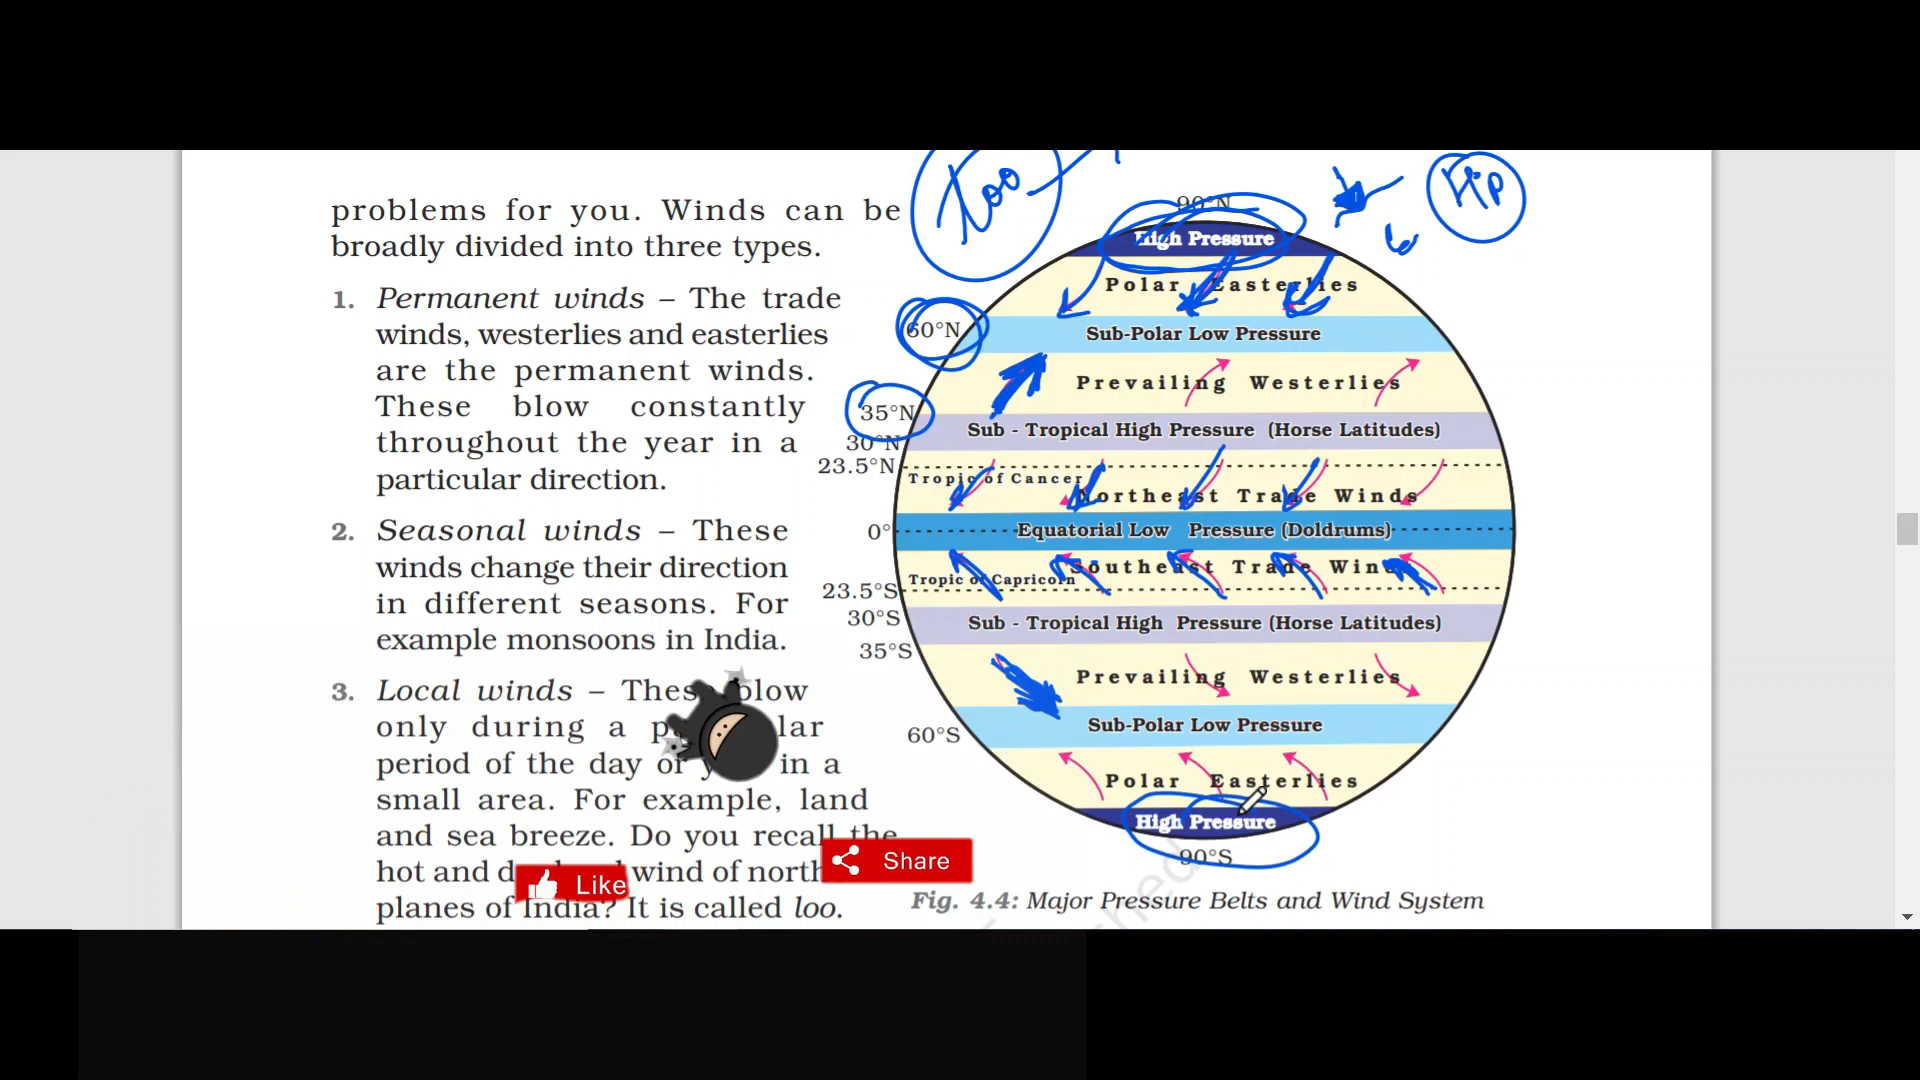 problems for you. Winds can be
broadly divided into three types.
1. Permanent winds – The trade
winds, westerlies and easterlies
are the permanent winds.
These blow constantly
throughout the year in a
particular direction.
2. Seasonal winds – These
winds change their direction
in different seasons. For
example monsoons in India.
3. Local winds – These blow
only during a lar
period of the day or in a
small area. For example, land
and sea breeze. Do you recall the
hot and wind of north
planes of India? It is called loo.
Like
Share
Loo
Hp
90°N
High Pressure
Polar Easterlies
60°N
Sub-Polar Low Pressure
Prevailing Westerlies
35°N
Sub - Tropical High Pressure (Horse Latitudes)
30°N
23.5°N
Tropic of Cancer
Northeast Trade Winds
0°
Equatorial Low Pressure (Doldrums)
Southeast Trade Winds
Tropic of Capricorn
23.5°S
30°S
Sub - Tropical High Pressure (Horse Latitudes)
35°S
Prevailing Westerlies
Sub-Polar Low Pressure
60°S
Polar Easterlies
High Pressure
90°S
Fig. 4.4: Major Pressure Belts and Wind System